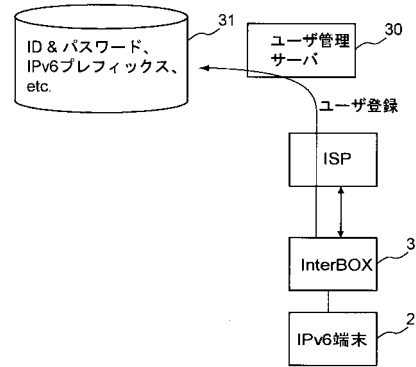 31
ID & パスワード、
IPv6プレフィックス、
etc.
ユーザ管理
サーバ
30
ユーザ登録
ISP
InterBOX
3
IPv6端末
2